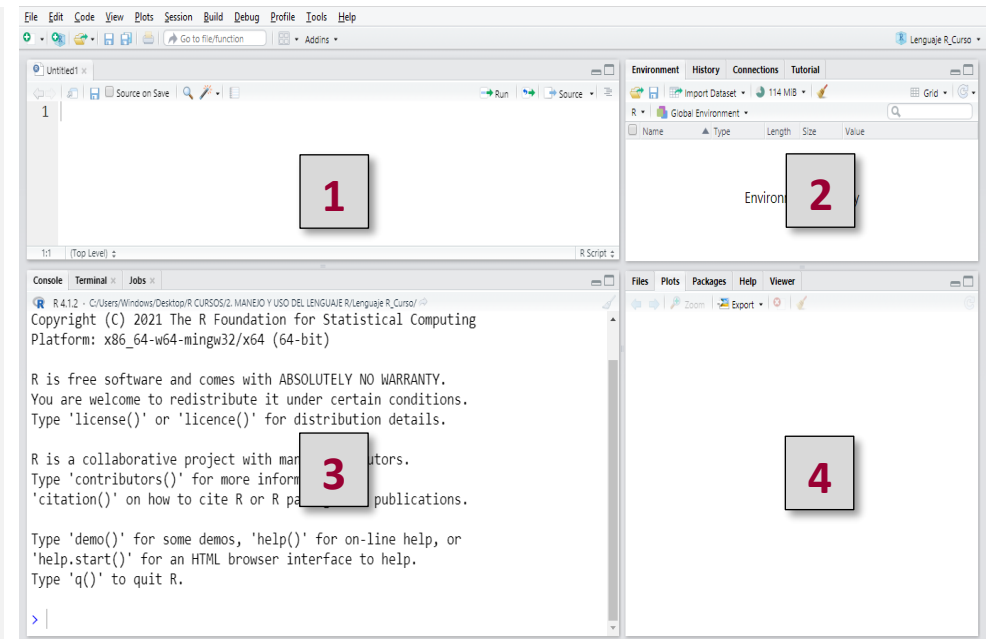 File Edit Code View Plots Session Build Debug Profile Tools Help
Go to file/function Addins Lenguaje R_Curso
Untitled1
Source on Save Run Source
1
1
1:1 (Top Level) R Script
Environment History Connections Tutorial
Import Dataset 114 MiB Grid
R Global Environment
Name Type Length Size Value
2
Console Terminal Jobs
R 4.1.2 · C:/Users/Windows/Desktop/R CURSOS/2. MANEJO Y USO DEL LENGUAJE R/Lenguaje R_Curso/
Copyright (C) 2021 The R Foundation for Statistical Computing
Platform: x86_64-w64-mingw32/x64 (64-bit)
R is free software and comes with ABSOLUTELY NO WARRANTY.
You are welcome to redistribute it under certain conditions.
Type 'license()' or 'licence()' for distribution details.
R is a collaborative project with
Type 'contributors()' for more
'citation()' on how to cite R or R publications.
3
Type 'demo()' for some demos, 'help()' for on-line help, or
'help.start()' for an HTML browser interface to help.
Type 'q()' to quit R.
>
Files Plots Packages Help Viewer
Zoom Export
4